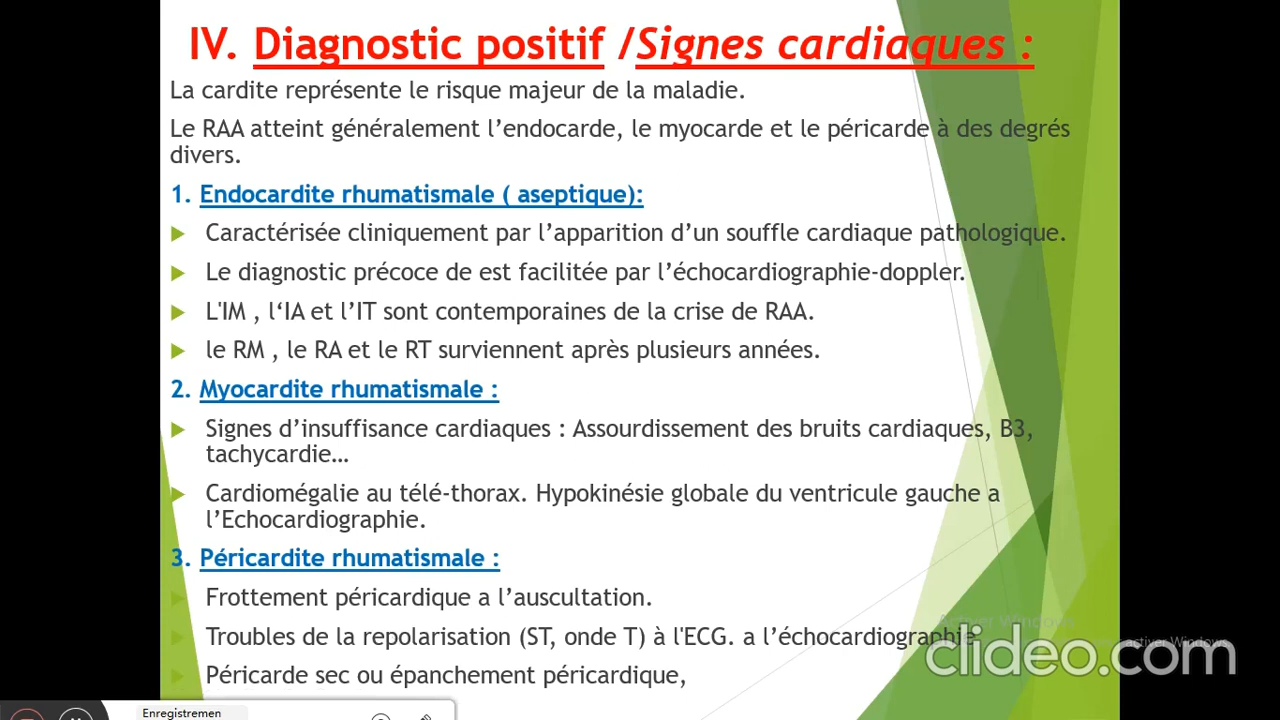 IV. Diagnostic positif /Signes cardiaques :
La cardite représente le risque majeur de la maladie.
Le RAA atteint généralement l’endocarde, le myocarde et le péricarde à des degrés
divers.
1. Endocardite rhumatismale ( aseptique):
Caractérisée cliniquement par l’apparition d’un souffle cardiaque pathologique.
Le diagnostic précoce de est facilitée par l’échocardiographie-doppler.
L'IM , l‘IA et l’IT sont contemporaines de la crise de RAA.
le RM , le RA et le RT surviennent après plusieurs années.
2. Myocardite rhumatismale :
Signes d’insuffisance cardiaques : Assourdissement des bruits cardiaques, B3,
tachycardie…
Cardiomégalie au télé-thorax. Hypokinésie globale du ventricule gauche a
l’Echocardiographie.
3. Péricardite rhumatismale :
Frottement péricardique a l’auscultation.
Troubles de la repolarisation (ST, onde T) à l'ECG. a l’échocardiographie
Péricarde sec ou épanchement péricardique,
Activer Windows
activer Windows
clideo.com
Enregistremen